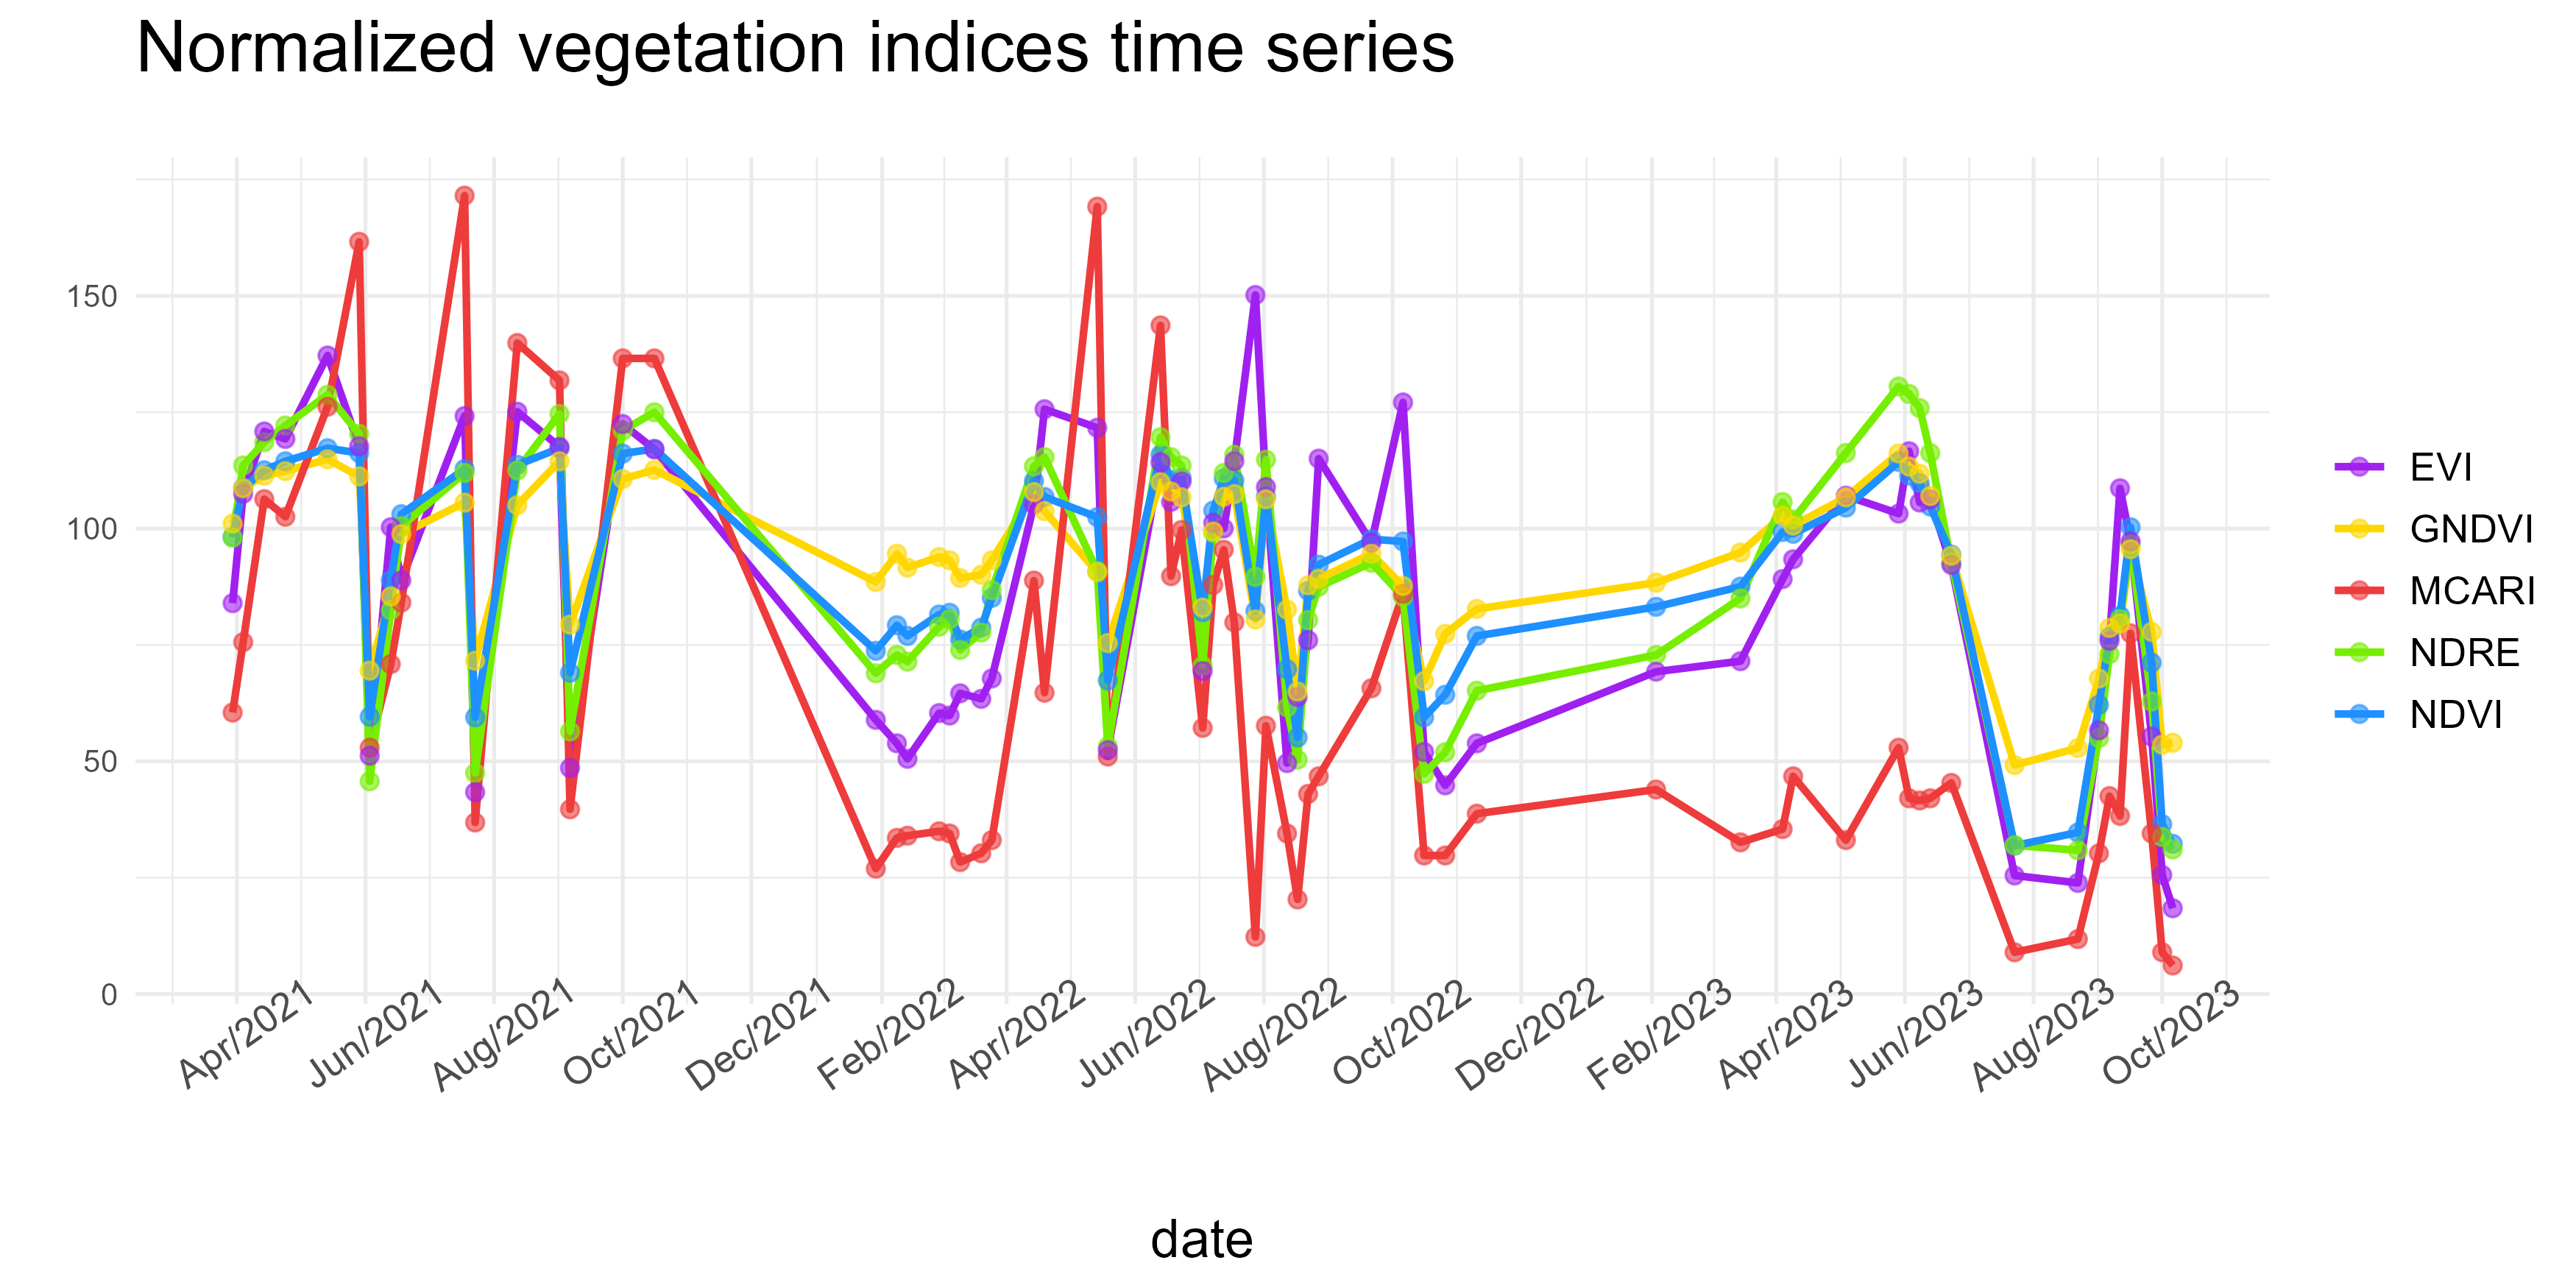 Normalized vegetation indices time series
150
100
50
0
EVI
GNDVI
MCARI
NDRE
NDVI
Apr/2021
Jun/2021
Aug/2021
Oct/2021
Dec/2021
Feb/2022
Apr/2022
Jun/2022
Aug/2022
Oct/2022
Dec/2022
Feb/2023
Apr/2023
Jun/2023
Aug/2023
Oct/2023
date